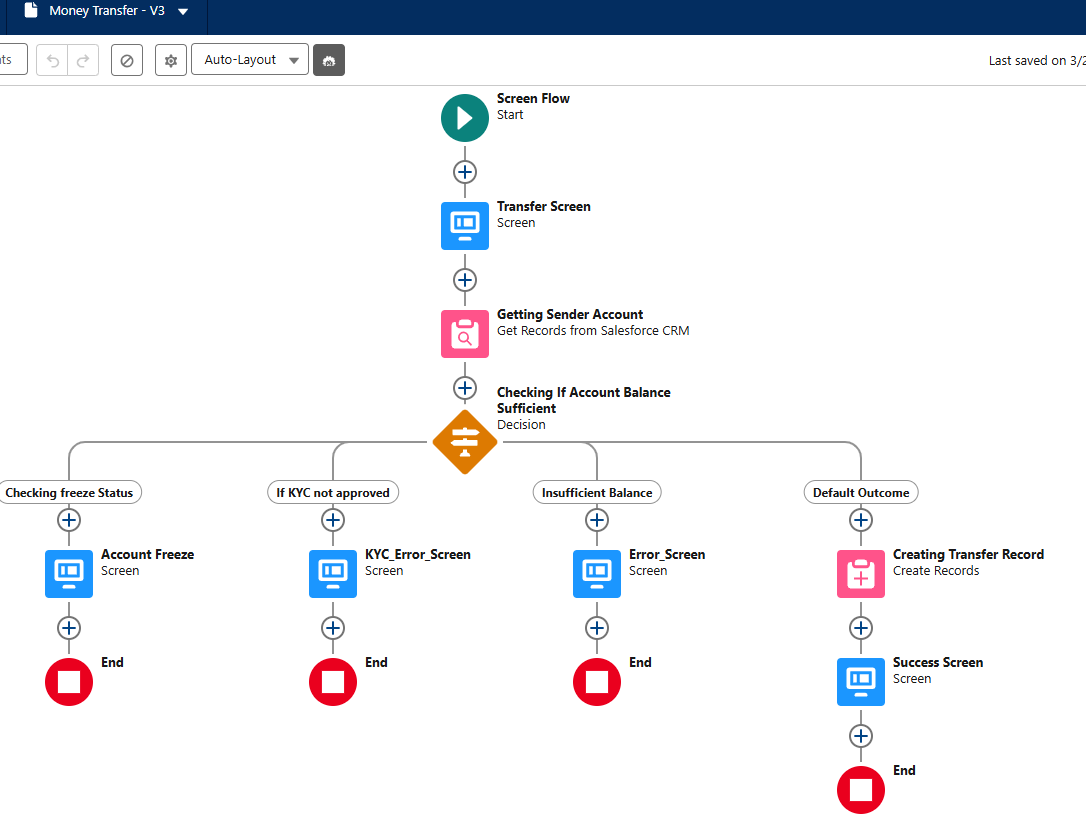 Money Transfer - V3
Auto-Layout
Last saved on 3/2
Screen Flow
Start
Transfer Screen
Screen
Getting Sender Account
Get Records from Salesforce CRM
Checking If Account Balance
Sufficient
Decision
Checking freeze Status
If KYC not approved
Insufficient Balance
Default Outcome
Account Freeze
Screen
KYC_Error_Screen
Screen
Error_Screen
Screen
Creating Transfer Record
Create Records
End
End
End
Success Screen
Screen
End